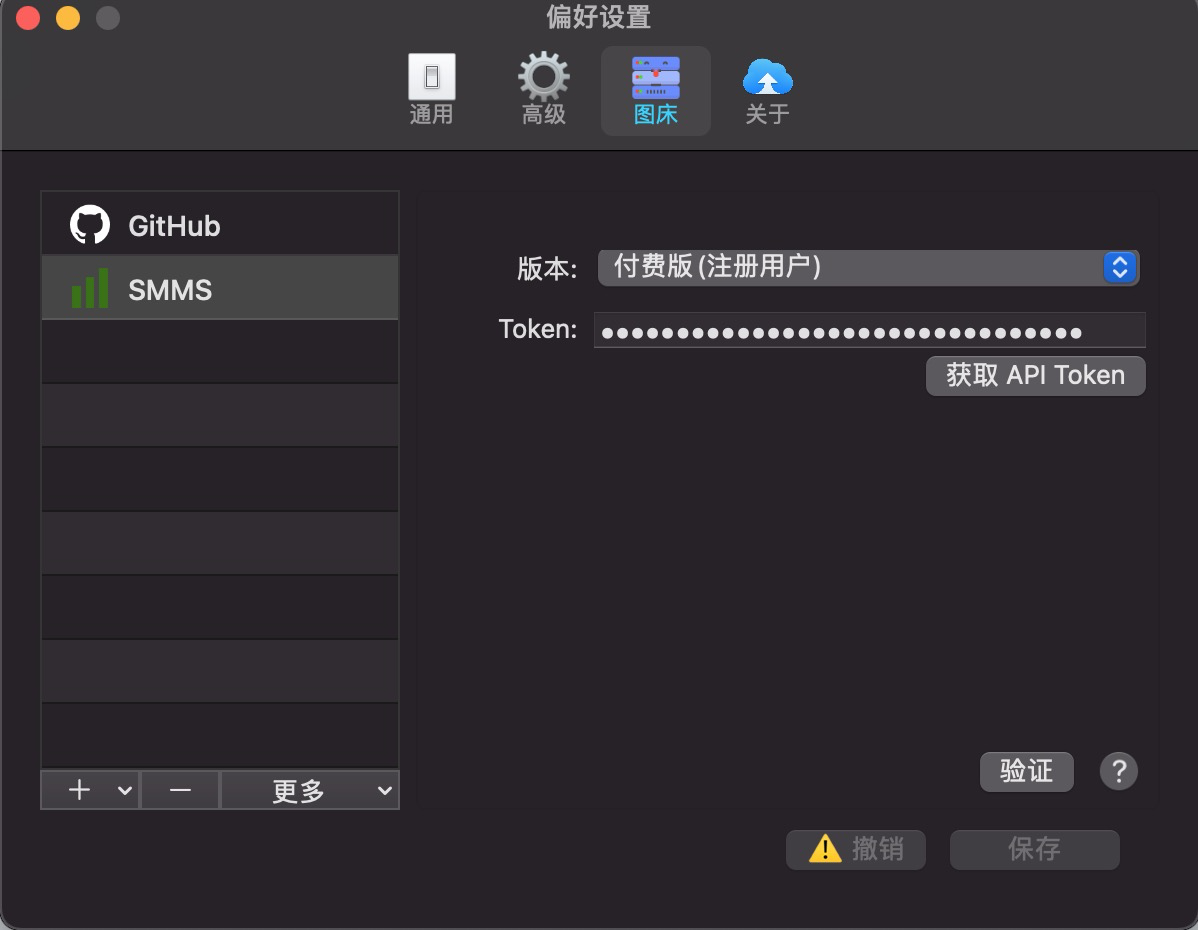 偏好设置
通用
高级
图床
关于
GitHub
SMMS
版本:
付费版 (注册用户)
Token:
获取 API Token
验证
?
更多
撤销
保存